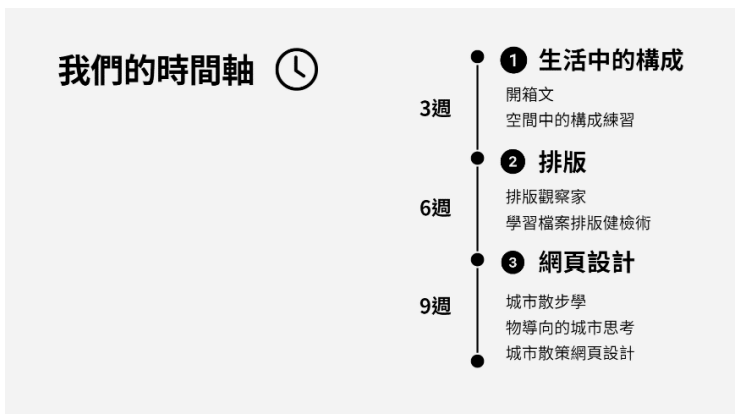 我們的時間軸
3週
1 生活中的構成
開箱文
空間中的構成練習
6週
2 排版
排版觀察家
學習檔案排版健檢術
9週
3 網頁設計
城市散步學
物導向的城市思考
城市散策網頁設計